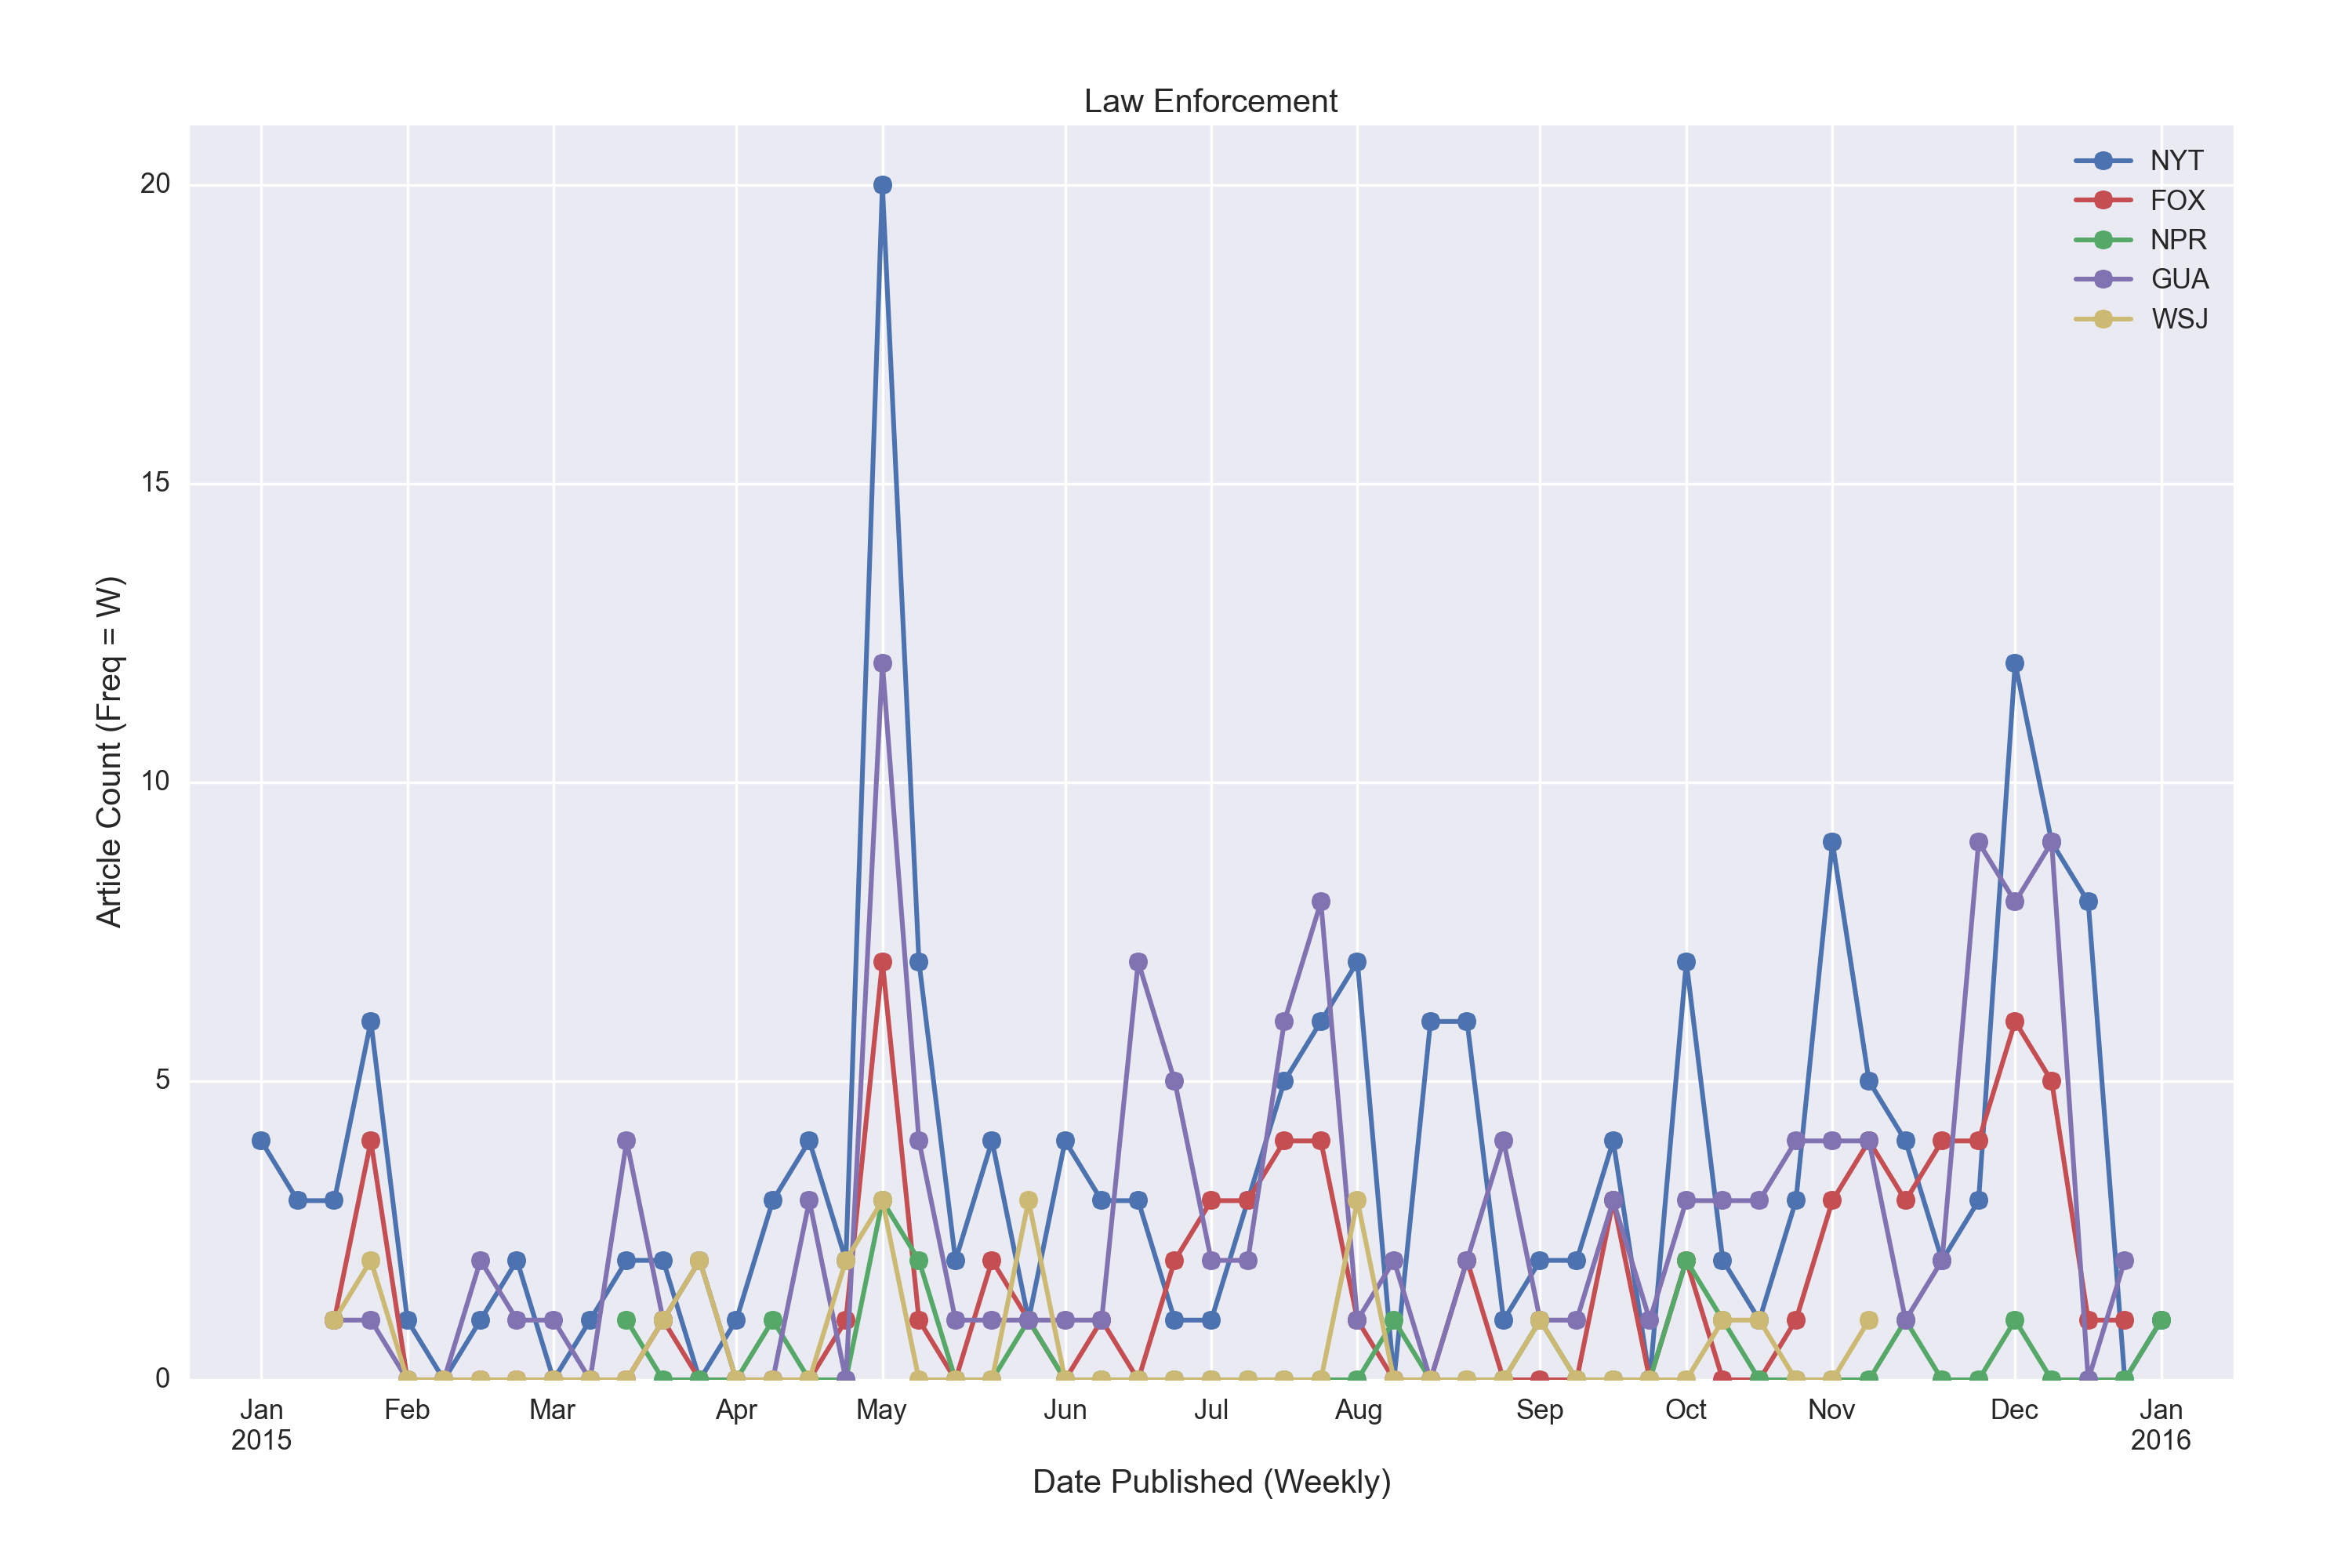 Law Enforcement
NYT
FOX
NPR
GUA
WSJ
20
15
10
5
0
Article Count (Freq = W)
Jan Feb Mar Apr May Jun Jul Aug Sep Oct Nov Dec Jan
2015 2016
Date Published (Weekly)